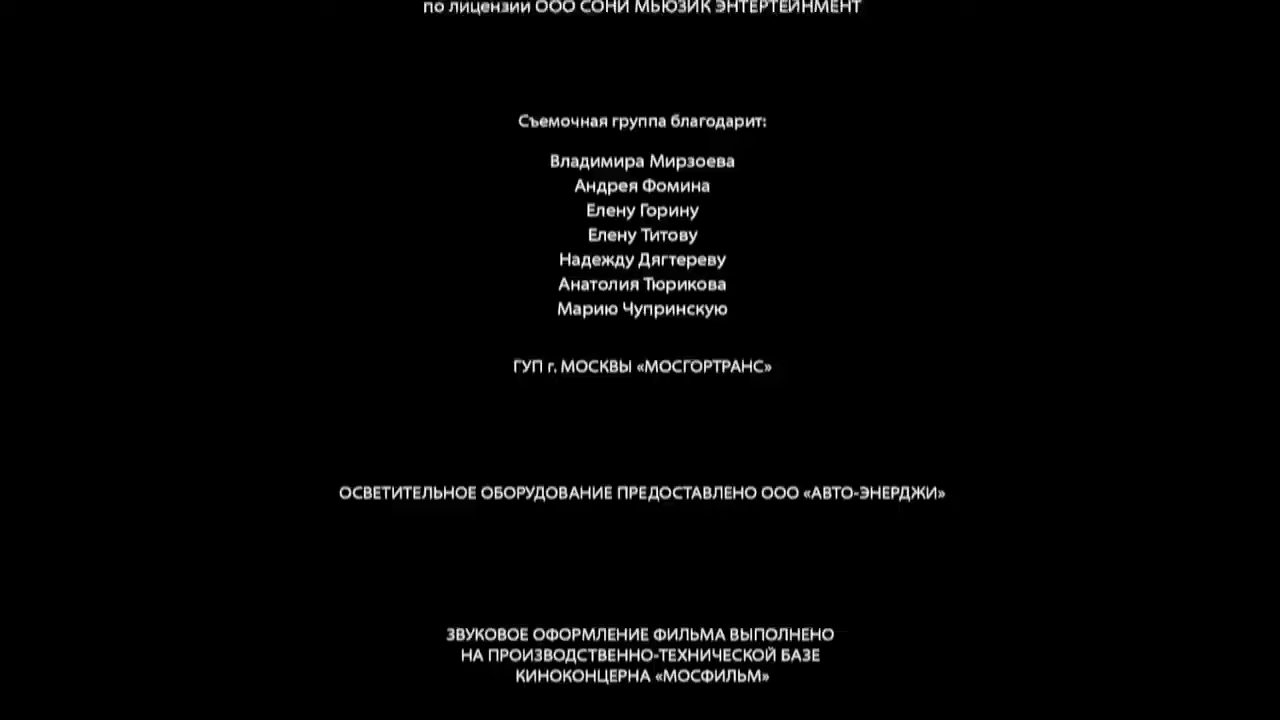 по лицензии ООО СОНИ МЬЮЗИК ЭНТЕРТЕЙНМЕНТ
Съемочная группа благодарит:
Владимира Мирзоева
Андрея Фомина
Елену Горину
Елену Титову
Надежду Дягтереву
Анатолия Тюрикова
Марию Чупринскую
ГУП г. МОСКВЫ «МОСГОРТРАНС»
ОСВЕТИТЕЛЬНОЕ ОБОРУДОВАНИЕ ПРЕДОСТАВЛЕНО ООО «АВТО-ЭНЕРДЖИ»
ЗВУКОВОЕ ОФОРМЛЕНИЕ ФИЛЬМА ВЫПОЛНЕНО
НА ПРОИЗВОДСТВЕННО-ТЕХНИЧЕСКОЙ БАЗЕ
КИНОКОНЦЕРНА «МОСФИЛЬМ»